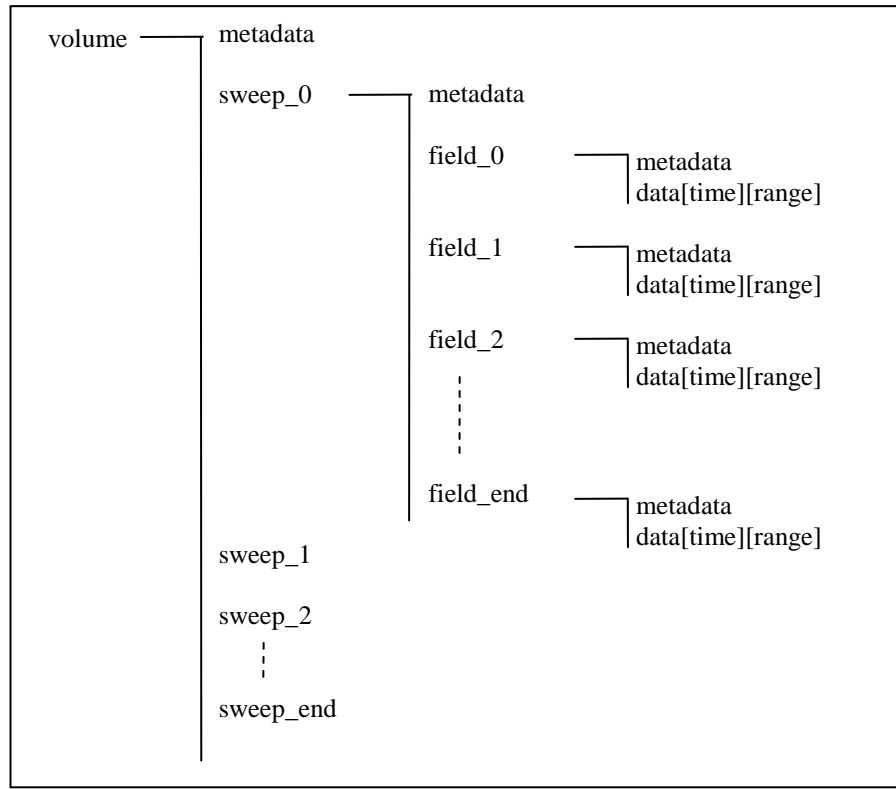 volume
metadata
sweep_0
metadata
field_0
metadata
data[time][range]
field_1
metadata
data[time][range]
field_2
metadata
data[time][range]
field_end
metadata
data[time][range]
sweep_1
sweep_2
sweep_end